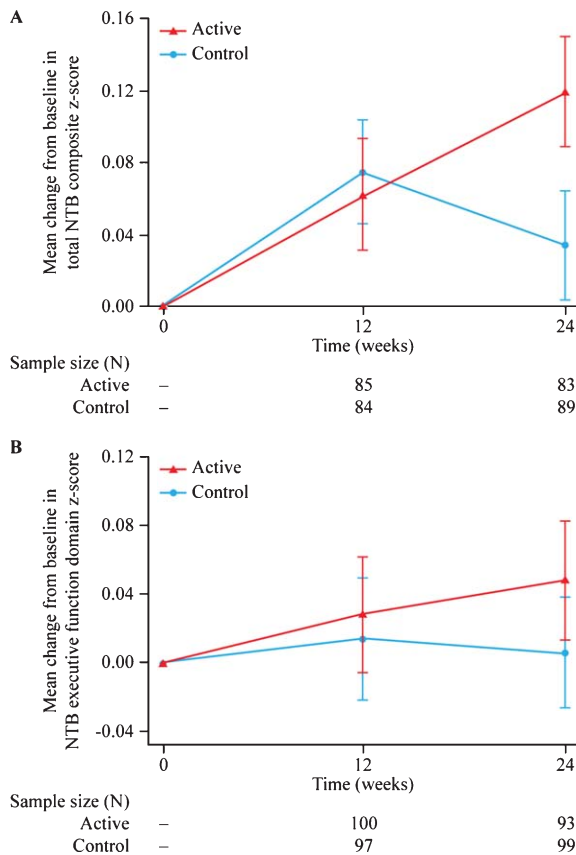 A
Mean change from baseline in
total NTB composite z-score
0.16
0.12
0.08
0.04
0.00
Active
Control
0 12 24
Time (weeks)
Sample size (N)
Active – 85 83
Control – 84 89
B
Mean change from baseline in
NTB executive function domain z-score
0.12
0.08
0.04
0.00
-0.04
Active
Control
0 12 24
Time (weeks)
Sample size (N)
Active – 100 93
Control – 97 99